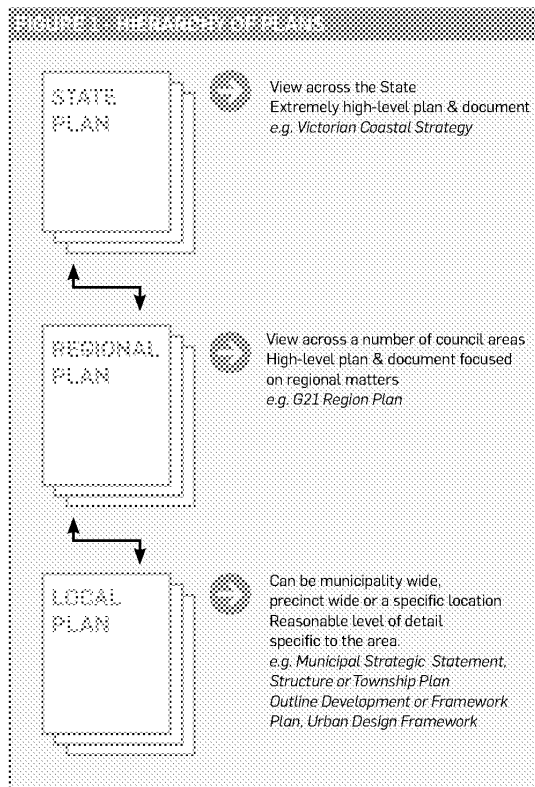 FIGURE 1 - HIERARCHY OF PLANS
STATE
PLAN
View across the State
Extremely high-level plan & document
e.g. Victorian Coastal Strategy
REGIONAL
PLAN
View across a number of council areas
High-level plan & document focused
on regional matters
e.g. G21 Region Plan
LOCAL
PLAN
Can be municipality wide,
precinct wide or a specific location
Reasonable level of detail
specific to the area.
e.g. Municipal Strategic Statement,
Structure or Township Plan
Outline Development or Framework
Plan, Urban Design Framework